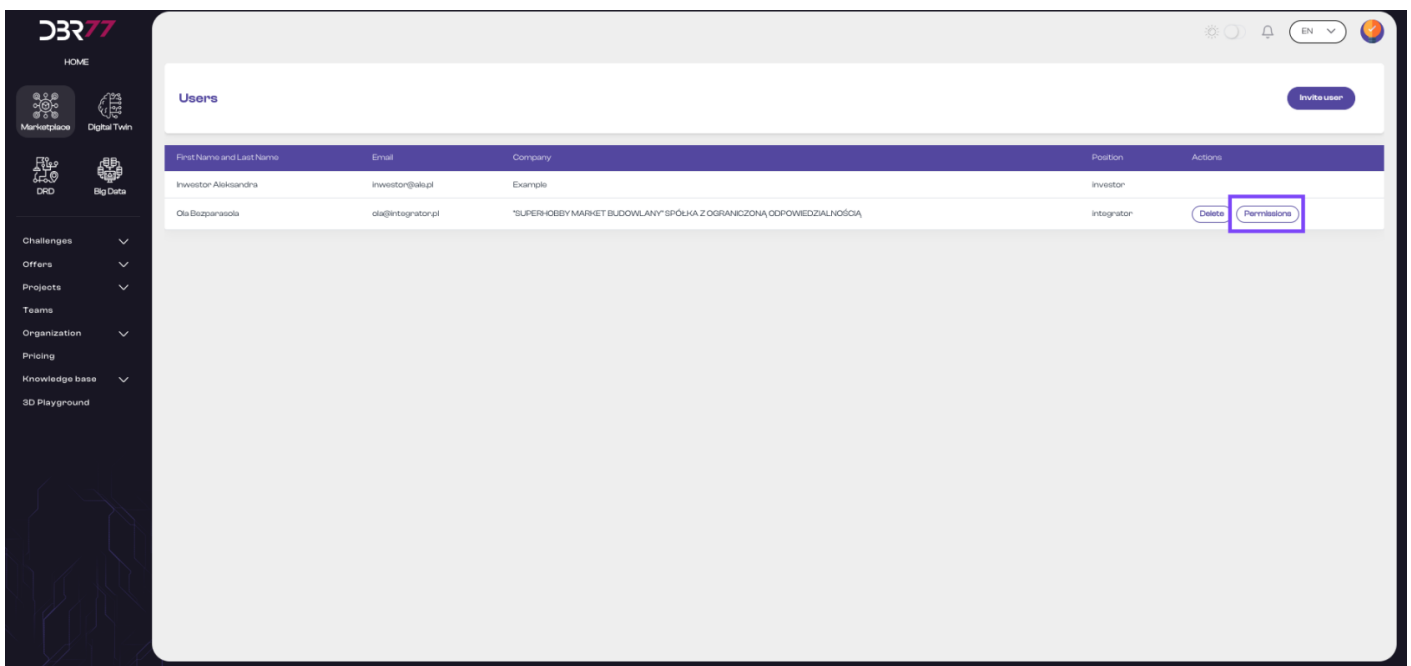 DBR77
HOME
EN
Marketplace
Digital Twin
DRD
Big Data
Challenges
Offers
Projects
Teams
Organization
Pricing
Knowledge base
3D Playground
Users
Invite user
First Name and Last Name Email Company Position Actions
Inwestor Aleksandra inwestor@ala.pl Example investor
Ola Bezparasola ola@integrator.pl "SUPERHOBBY MARKET BUDOWLANY" SPÓŁKA Z OGRANICZONĄ ODPOWIEDZIALNOŚCIĄ integrator Delete Permissions